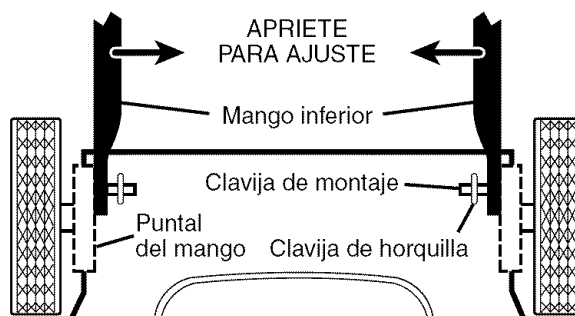 APRIETE
PARA AJUSTE
Mango inferior
Clavija de montaje
Puntal
del mango
Clavija de horquilla